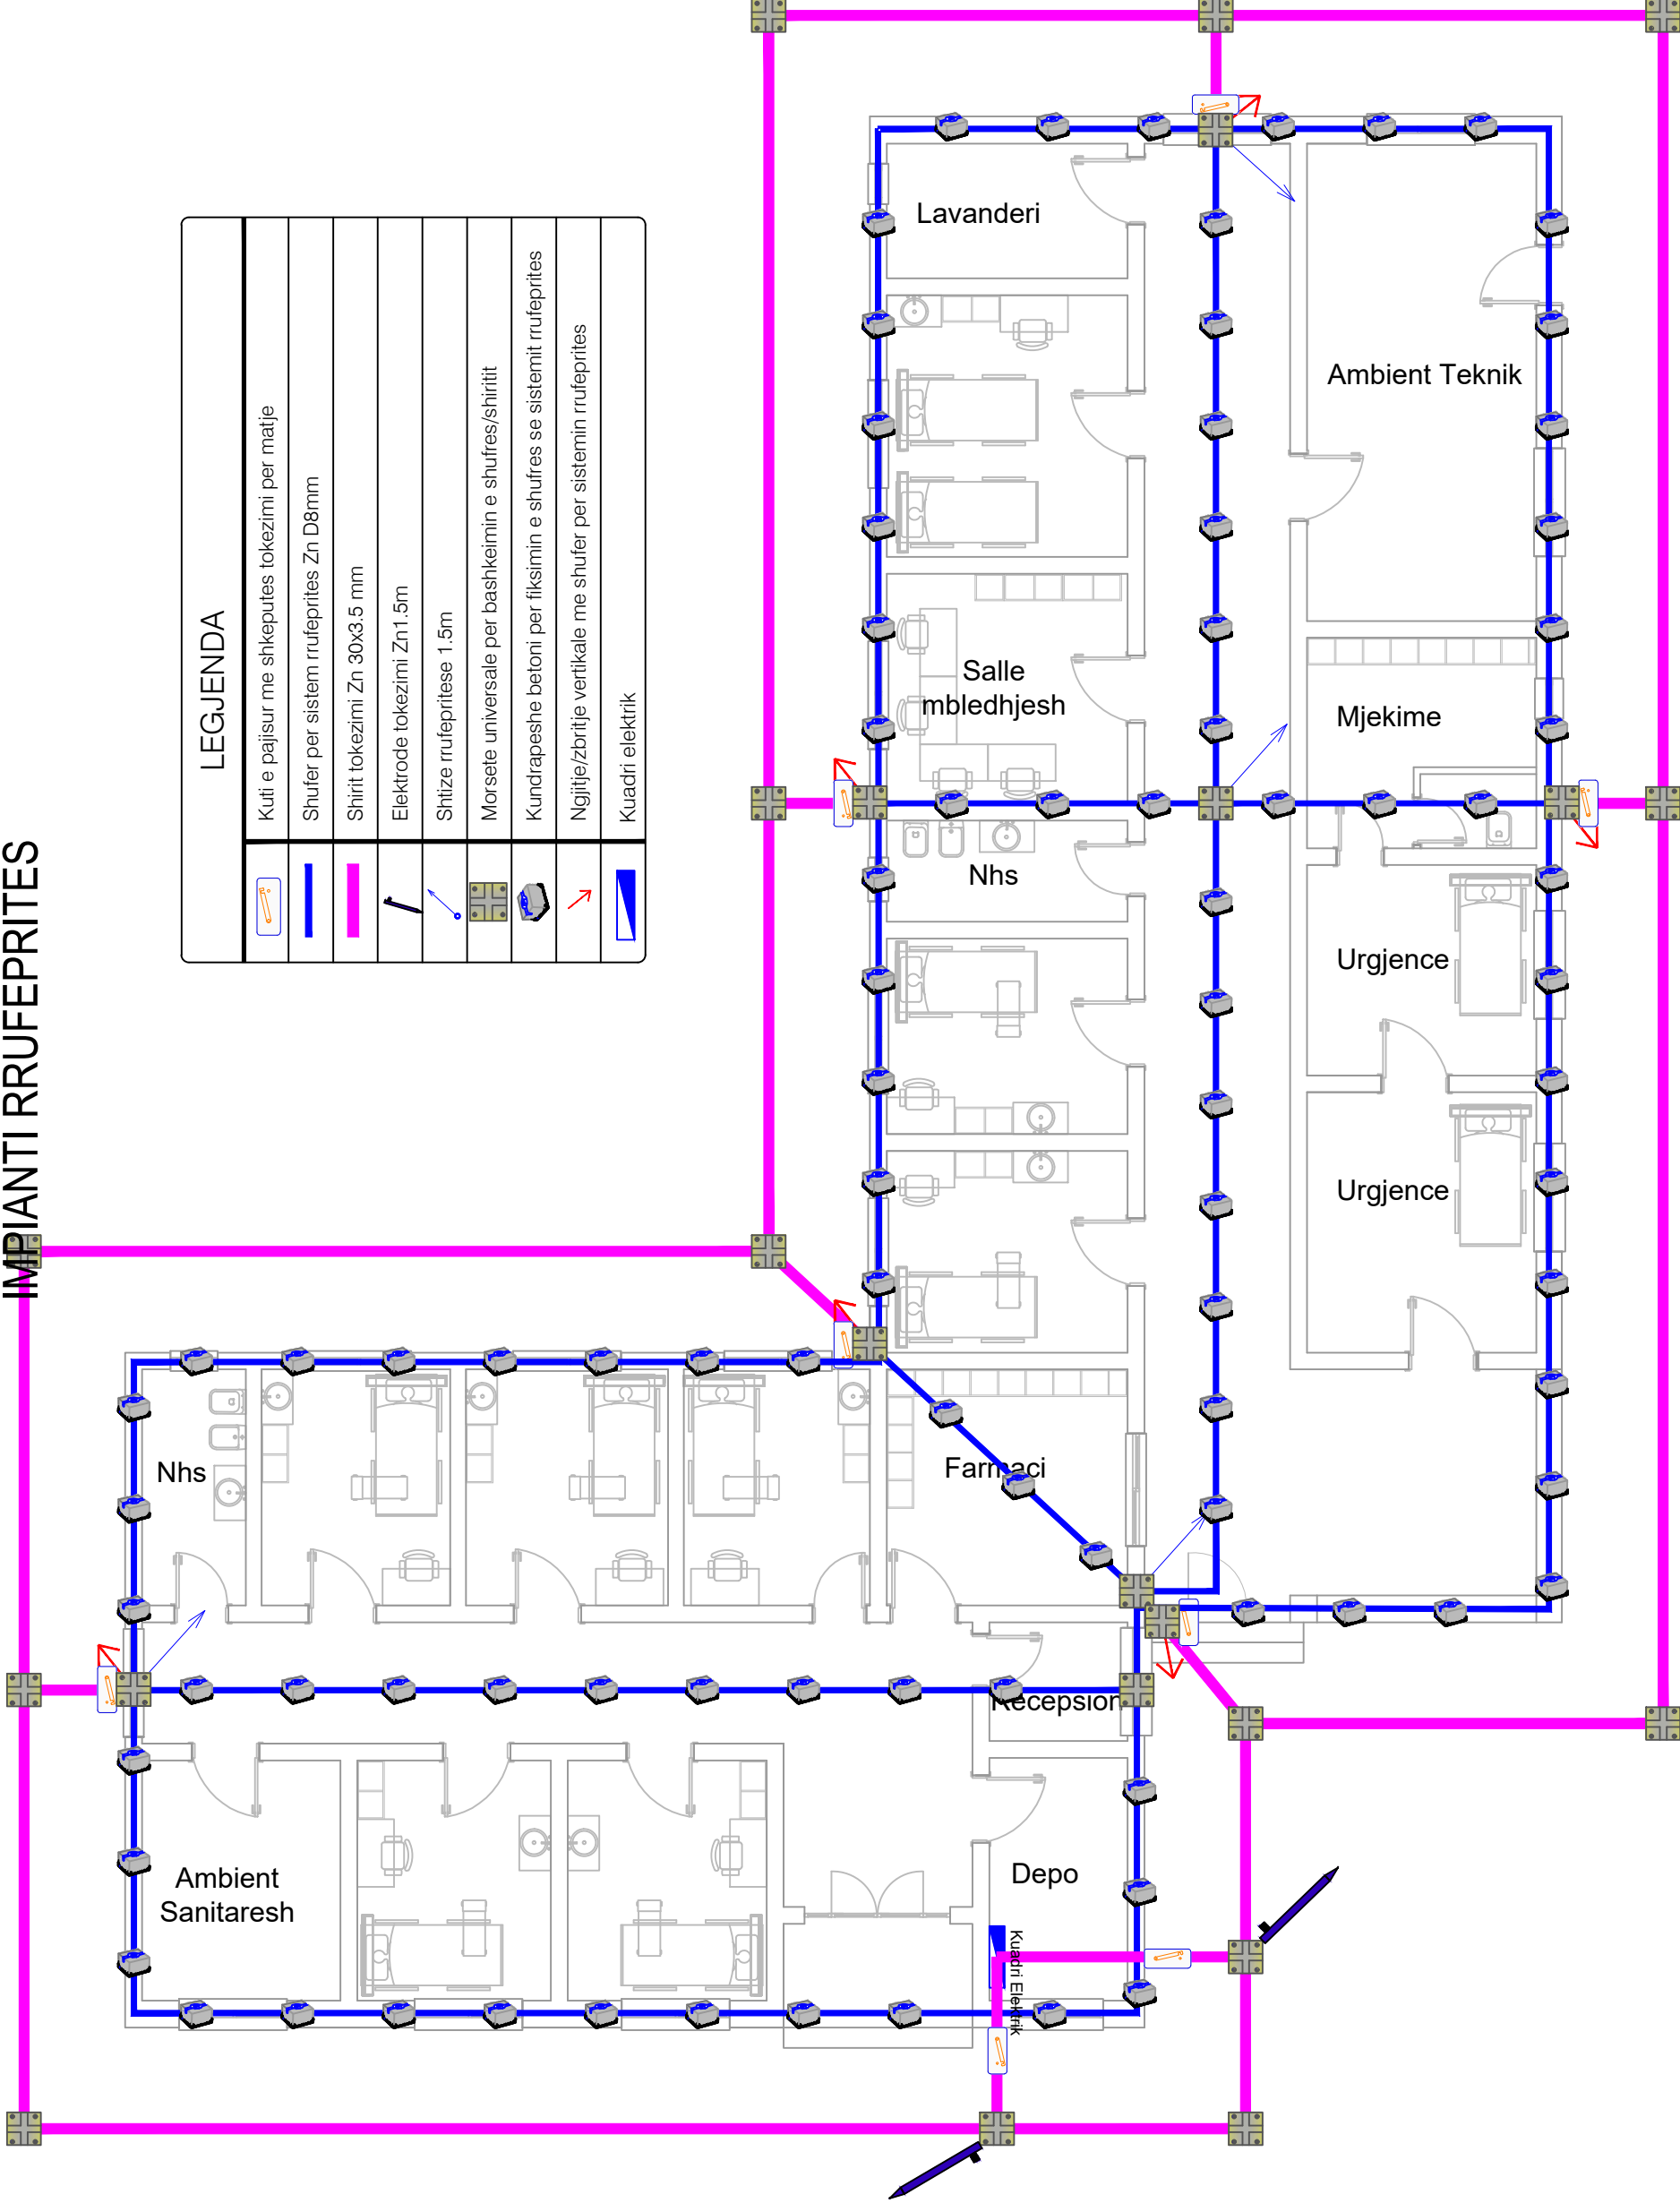 IMPIANTI RRUFEPRITES
LEGJENDA
Kuti e pajisur me shkeputes tokezimi per matje
Shufer per sistem rrufeprites Zn D8mm
Shirit tokezimi Zn 30x3.5 mm
Elektrode tokezimi Zn1.5m
Shtize rrufepritese 1.5m
Morsete universale per bashkeimin e shufres/shiritit
Kundrapeshe betoni per fiksimin e shufres se sistemit rrufeprites
Ngjitje/zbritje vertikale me shufer per sistemin rrufeprites
Kuadri elektrik
Lavanderi
Ambient Teknik
Salle
mbledhjesh
Mjekime
Nhs
Urgjence
Urgjence
Nhs
Farmaci
Recepsion
Ambient
Sanitaresh
Depo
Kuadri Elektrik